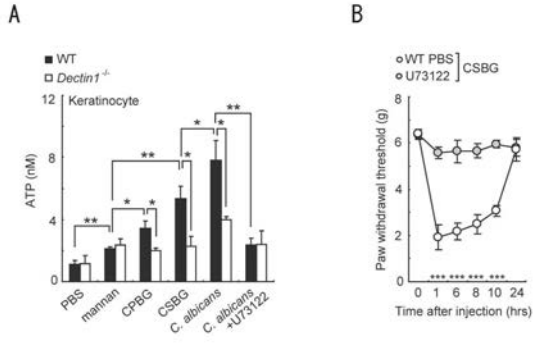 A
WT
Dectin1 -/-
Keratinocyte
12
8
4
0
ATP (nM)
**
*
*
**
*
*
*
**
PBS
mannan
CPBG
CSBG
C. albicans
C. albicans
+U73122
B
WT PBS
U73122
CSBG
8
6
4
2
0
Paw withdrawal threshold (g)
*** *** *** ***
0 1 6 8 10 24
Time after injection (hrs)